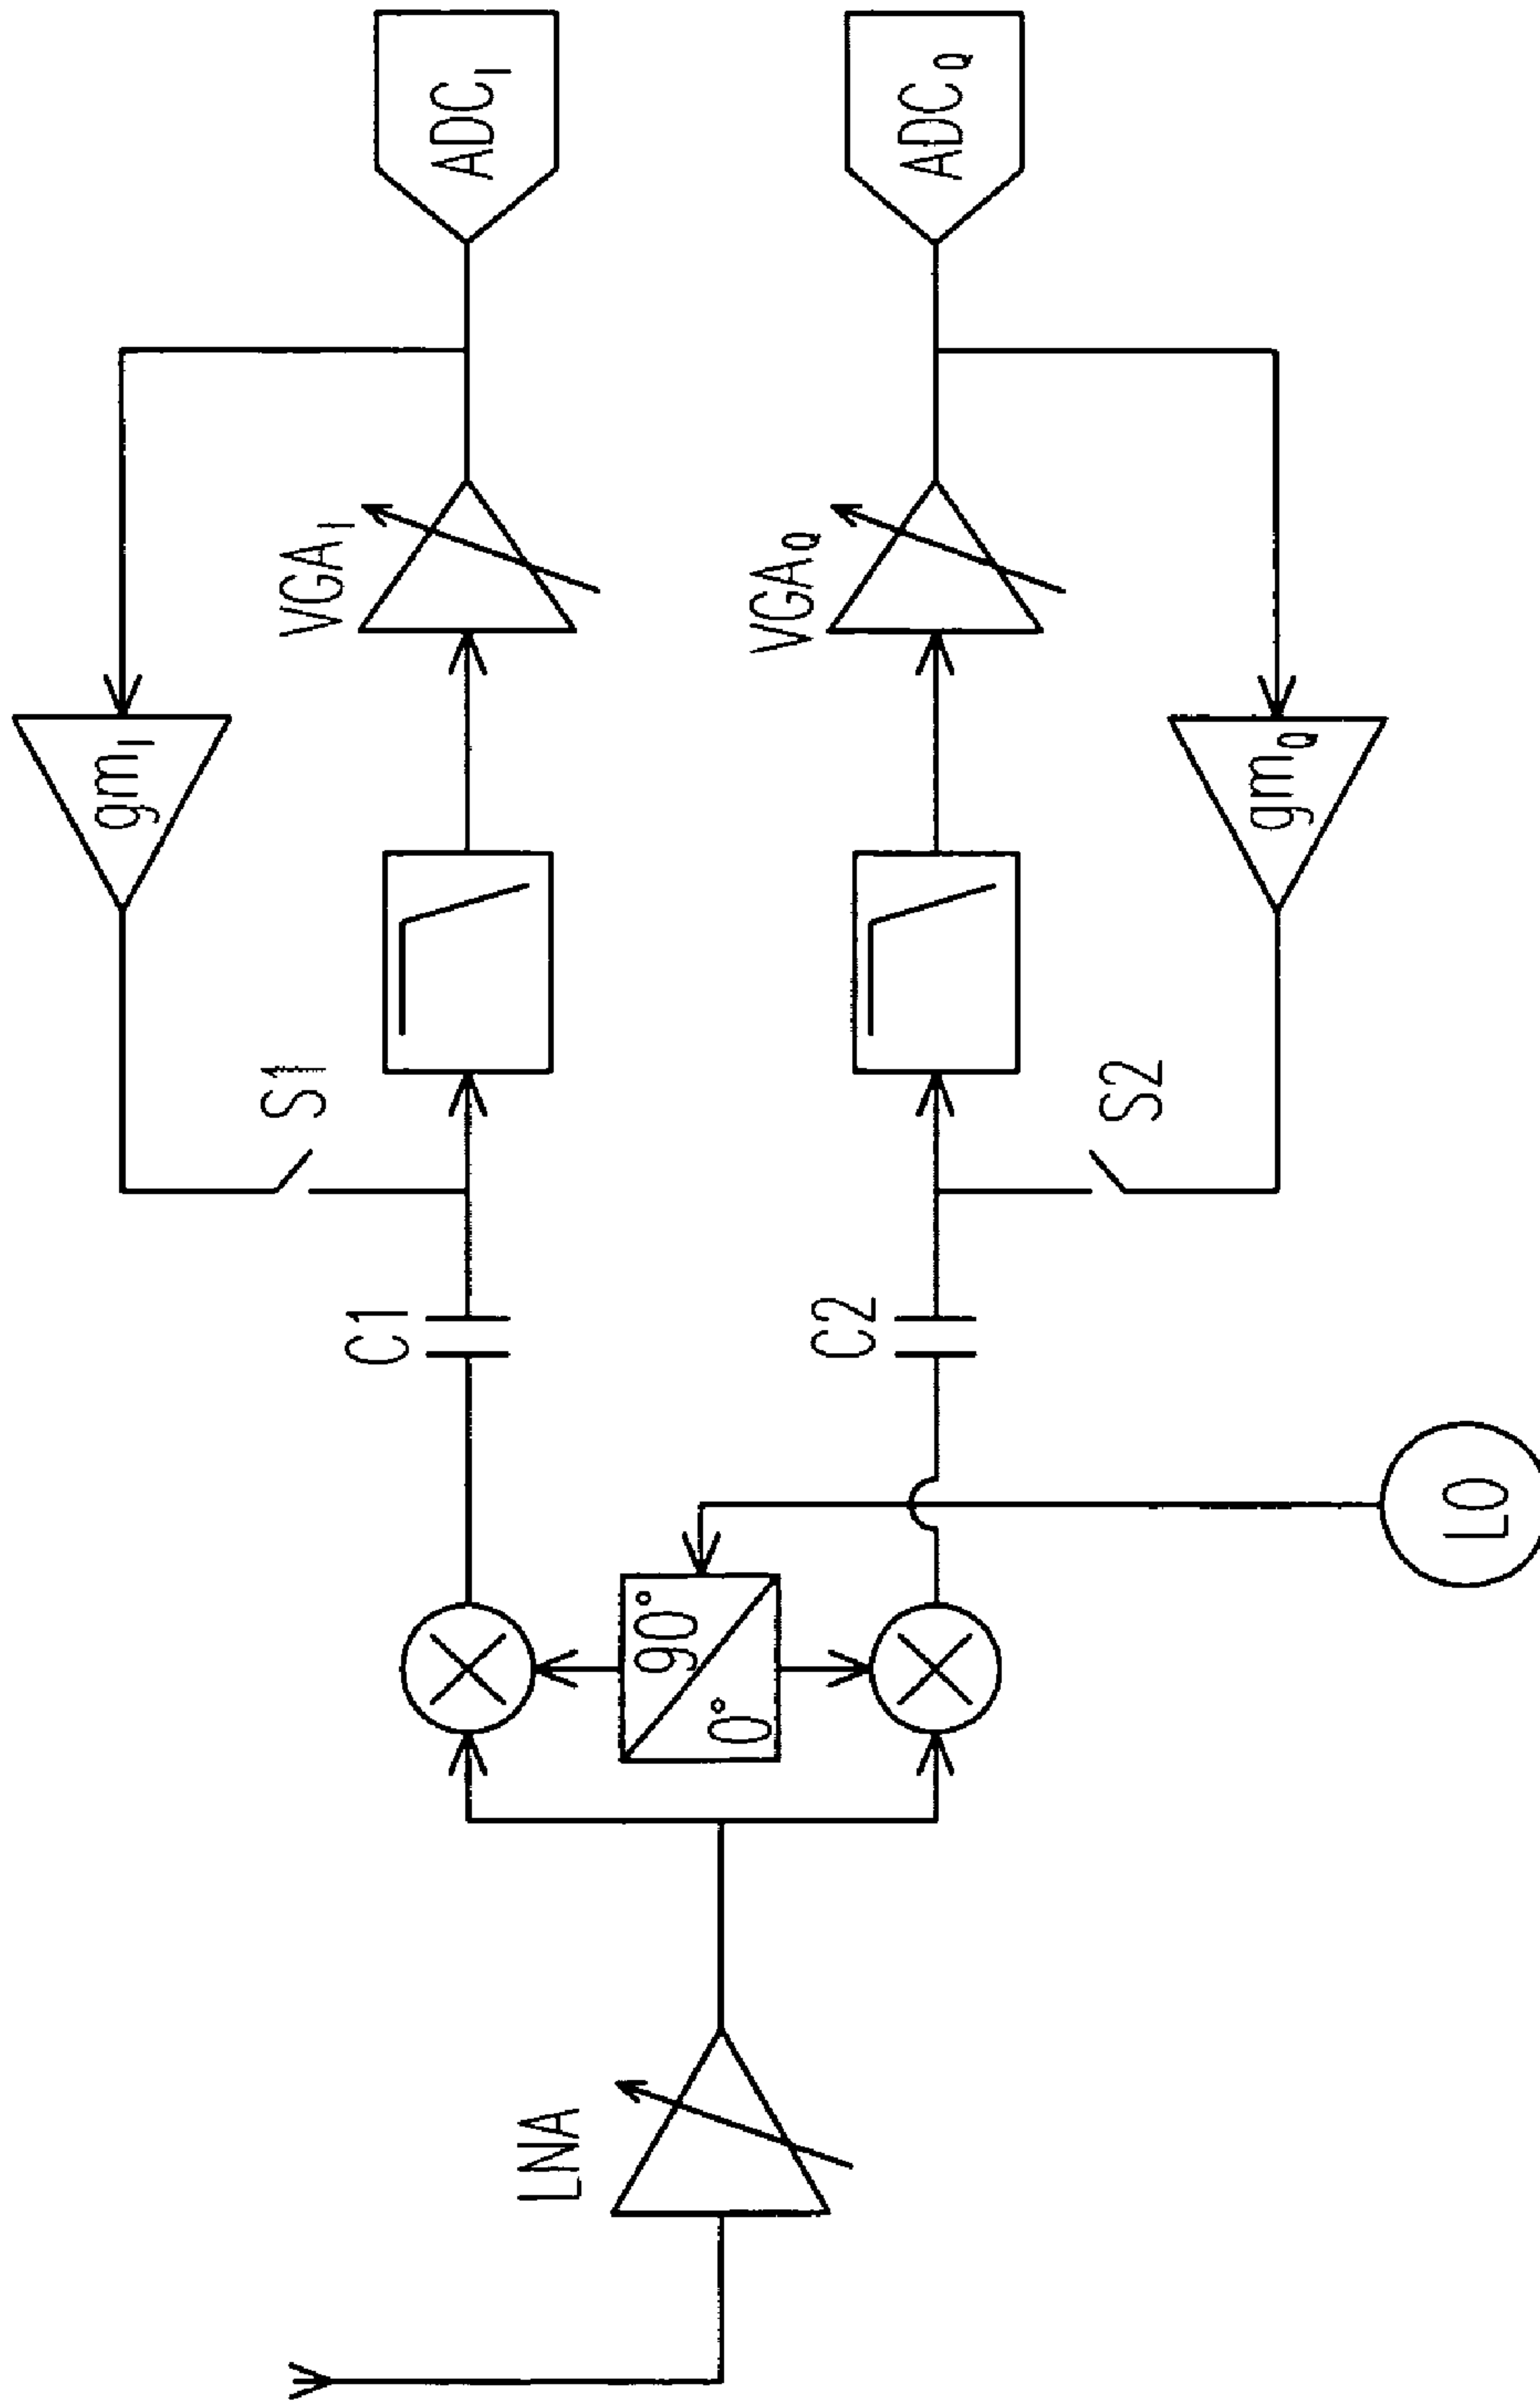 gm_I
S1
VGA_I
ADC_I
C1
LNA
90°
0°
C2
VGA_Q
ADC_Q
S2
gm_Q
LO